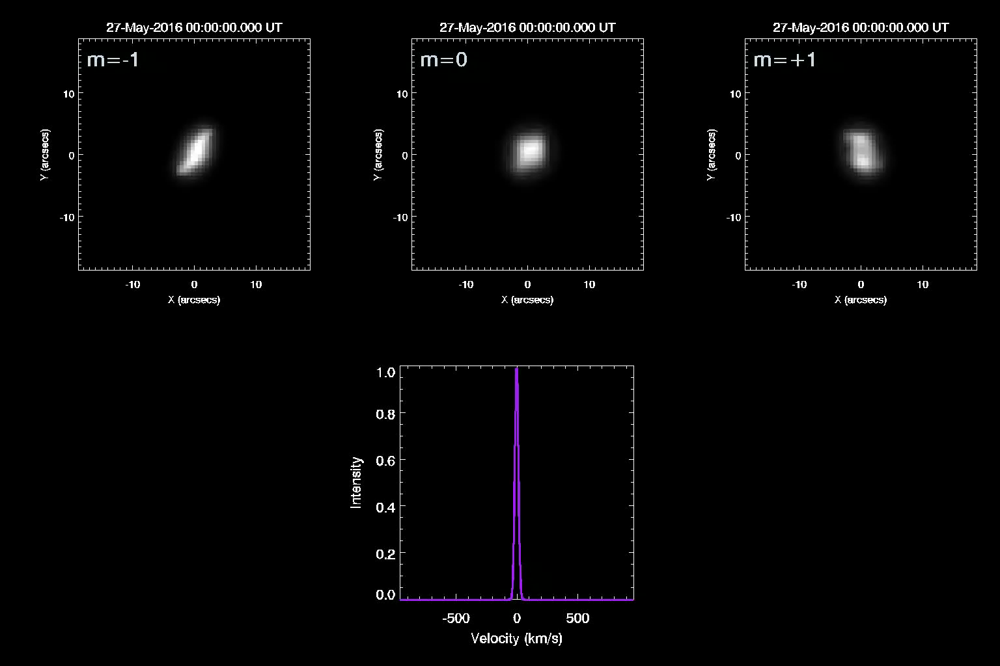 27-May-2016 00:00:00.000 UT
m=-1
10
0
-10
-10 0 10
X (arcsecs)
Y (arcsecs)
27-May-2016 00:00:00.000 UT
m=0
10
0
-10
-10 0 10
X (arcsecs)
Y (arcsecs)
27-May-2016 00:00:00.000 UT
m=+1
10
0
-10
-10 0 10
X (arcsecs)
Y (arcsecs)
1.0
0.8
0.6
0.4
0.2
0.0
Intensity
-500 0 500
Velocity (km/s)